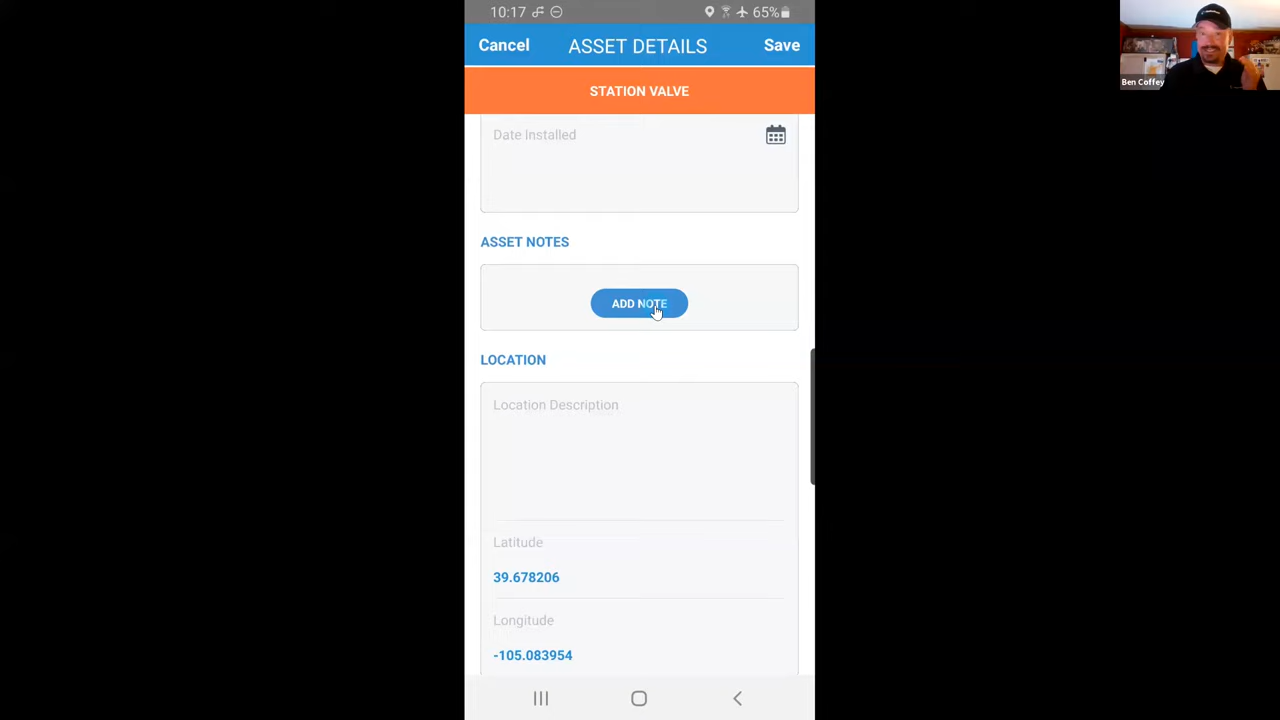 10:17
65%
Cancel
ASSET DETAILS
Save
Ben Coffey
STATION VALVE
Date Installed
ASSET NOTES
ADD NOTE
LOCATION
Location Description
Latitude
39.678206
Longitude
-105.083954